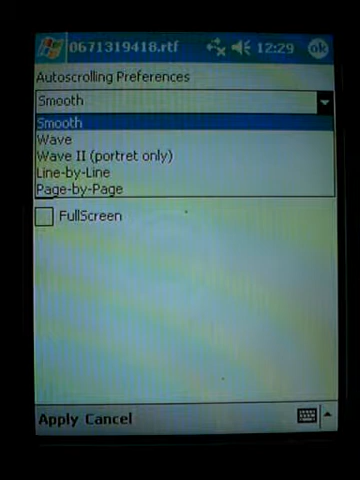 0671319418.rtf 12:29 ok
Autoscrolling Preferences
Smooth
Smooth
Wave
Wave II (portret only)
Line-by-Line
Page-by-Page
FullScreen
Apply Cancel